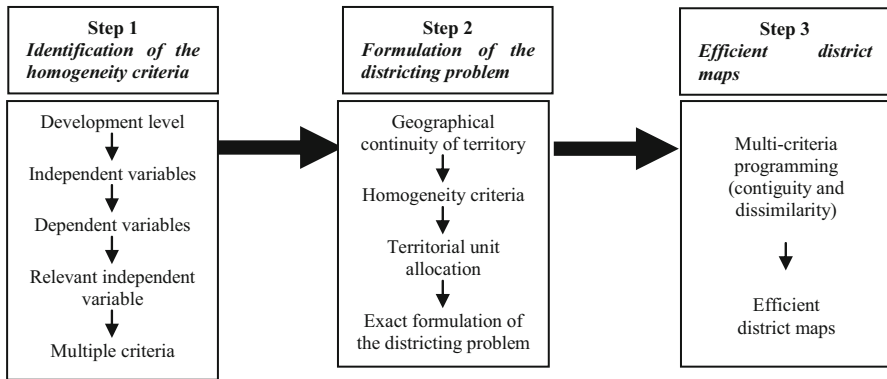 Step 1
Identification of the
homogeneity criteria
Development level
Independent variables
Dependent variables
Relevant independent
variable
Multiple criteria
Step 2
Formulation of the
districting problem
Geographical
continuity of territory
Homogeneity criteria
Territorial unit
allocation
Exact formulation of
the districting problem
Step 3
Efficient district
maps
Multi-criteria
programming
(contiguity and
dissimilarity)
Efficient
district maps